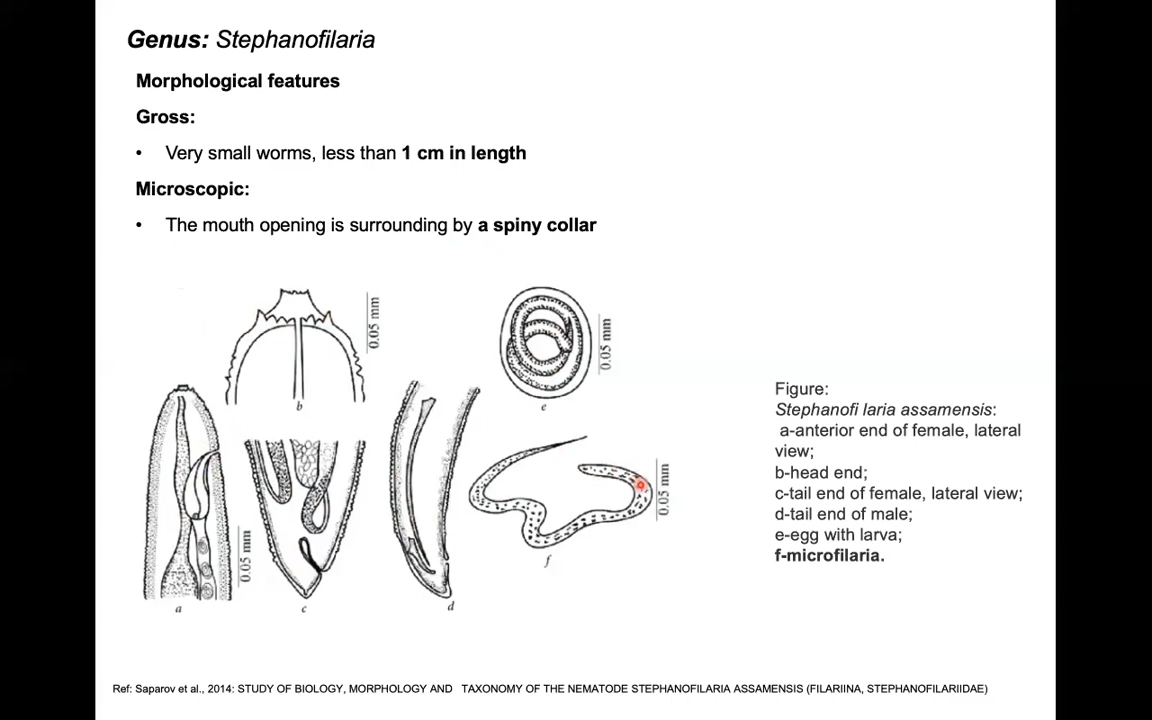 Genus: Stephanofilaria
Morphological features
Gross:
• Very small worms, less than 1 cm in length
Microscopic:
• The mouth opening is surrounding by a spiny collar
0.05 mm
b
0.05 mm
e
a
0.05 mm
c
d
0.05 mm
f
Figure:
Stephanofi laria assamensis:
a-anterior end of female, lateral
view;
b-head end;
c-tail end of female, lateral view;
d-tail end of male;
e-egg with larva;
f-microfilaria.
Ref: Saparov et al., 2014: STUDY OF BIOLOGY, MORPHOLOGY AND TAXONOMY OF THE NEMATODE STEPHANOFILARIA ASSAMENSIS (FILARIINA, STEPHANOFILARIIDAE)